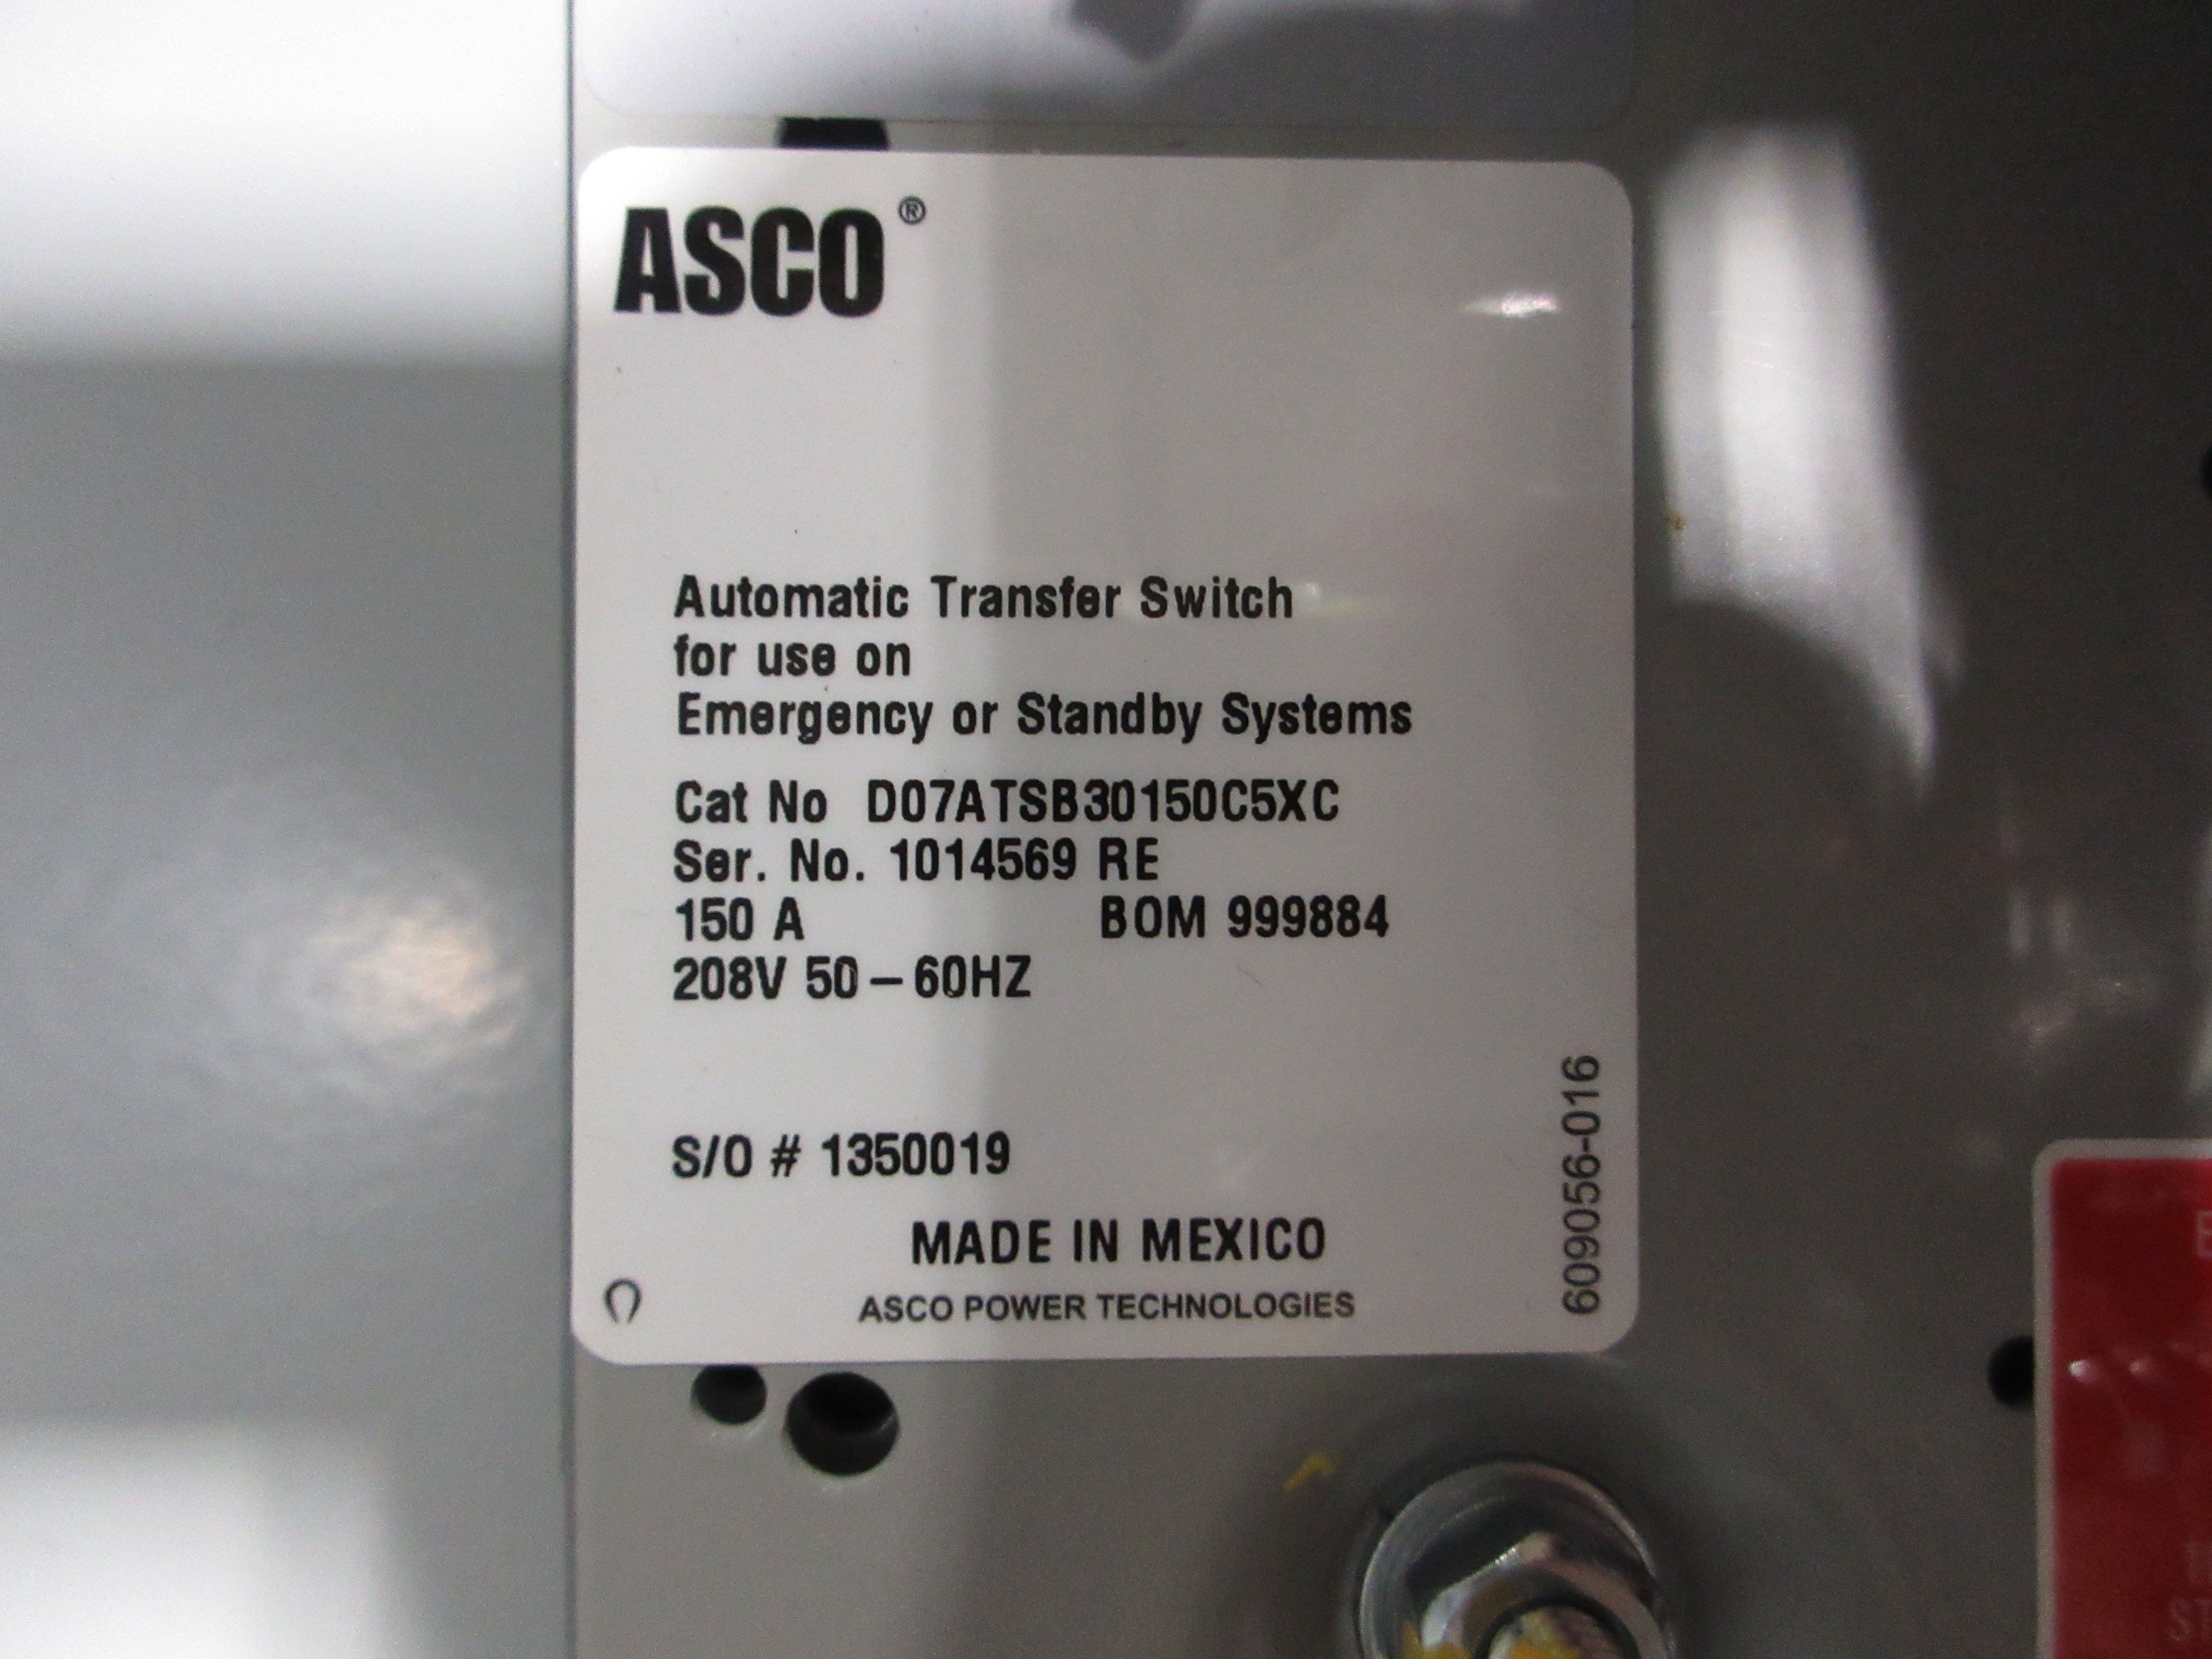 ASCO®
Automatic Transfer Switch
for use on
Emergency or Standby Systems
Cat No D07ATSB30150C5XC
Ser. No. 1014569 RE
150 A BOM 999884
208V 50-60HZ
S/O # 1350019
MADE IN MEXICO
ASCO POWER TECHNOLOGIES
609056-016